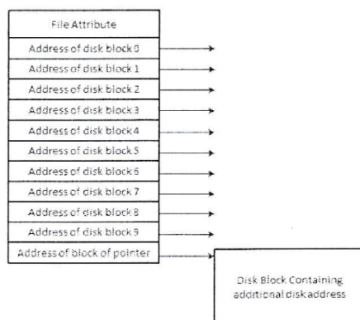 File Attribute
Address of disk block 0
Address of disk block 1
Address of disk block 2
Address of disk block 3
Address of disk block 4
Address of disk block 5
Address of disk block 6
Address of disk block 7
Address of disk block 8
Address of disk block 9
Address of block of pointer
Disk Block Containing
additional disk address